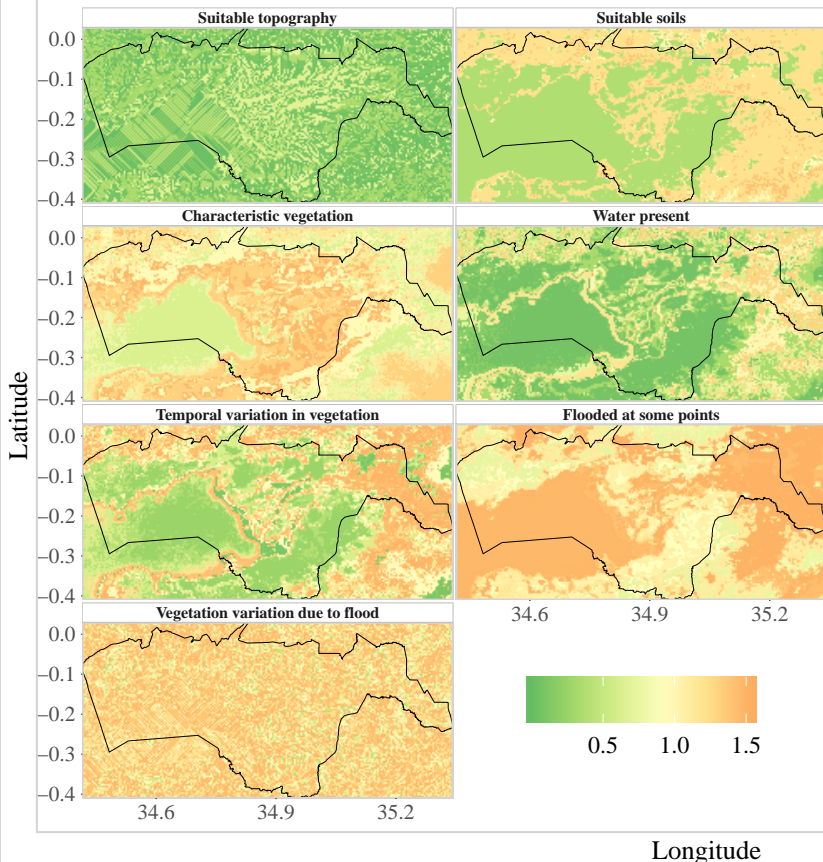 Suitable topography
Suitable soils
0.0
−0.1
−0.2
−0.3
−0.4
Characteristic vegetation
Water present
0.0
−0.1
−0.2
−0.3
−0.4
Temporal variation in vegetation
Flooded at some points
0.0
−0.1
−0.2
−0.3
−0.4
34.6 34.9 35.2
Vegetation variation due to flood
0.0
−0.1
−0.2
−0.3
−0.4
34.6 34.9 35.2
0.5 1.0 1.5
Latitude
Longitude